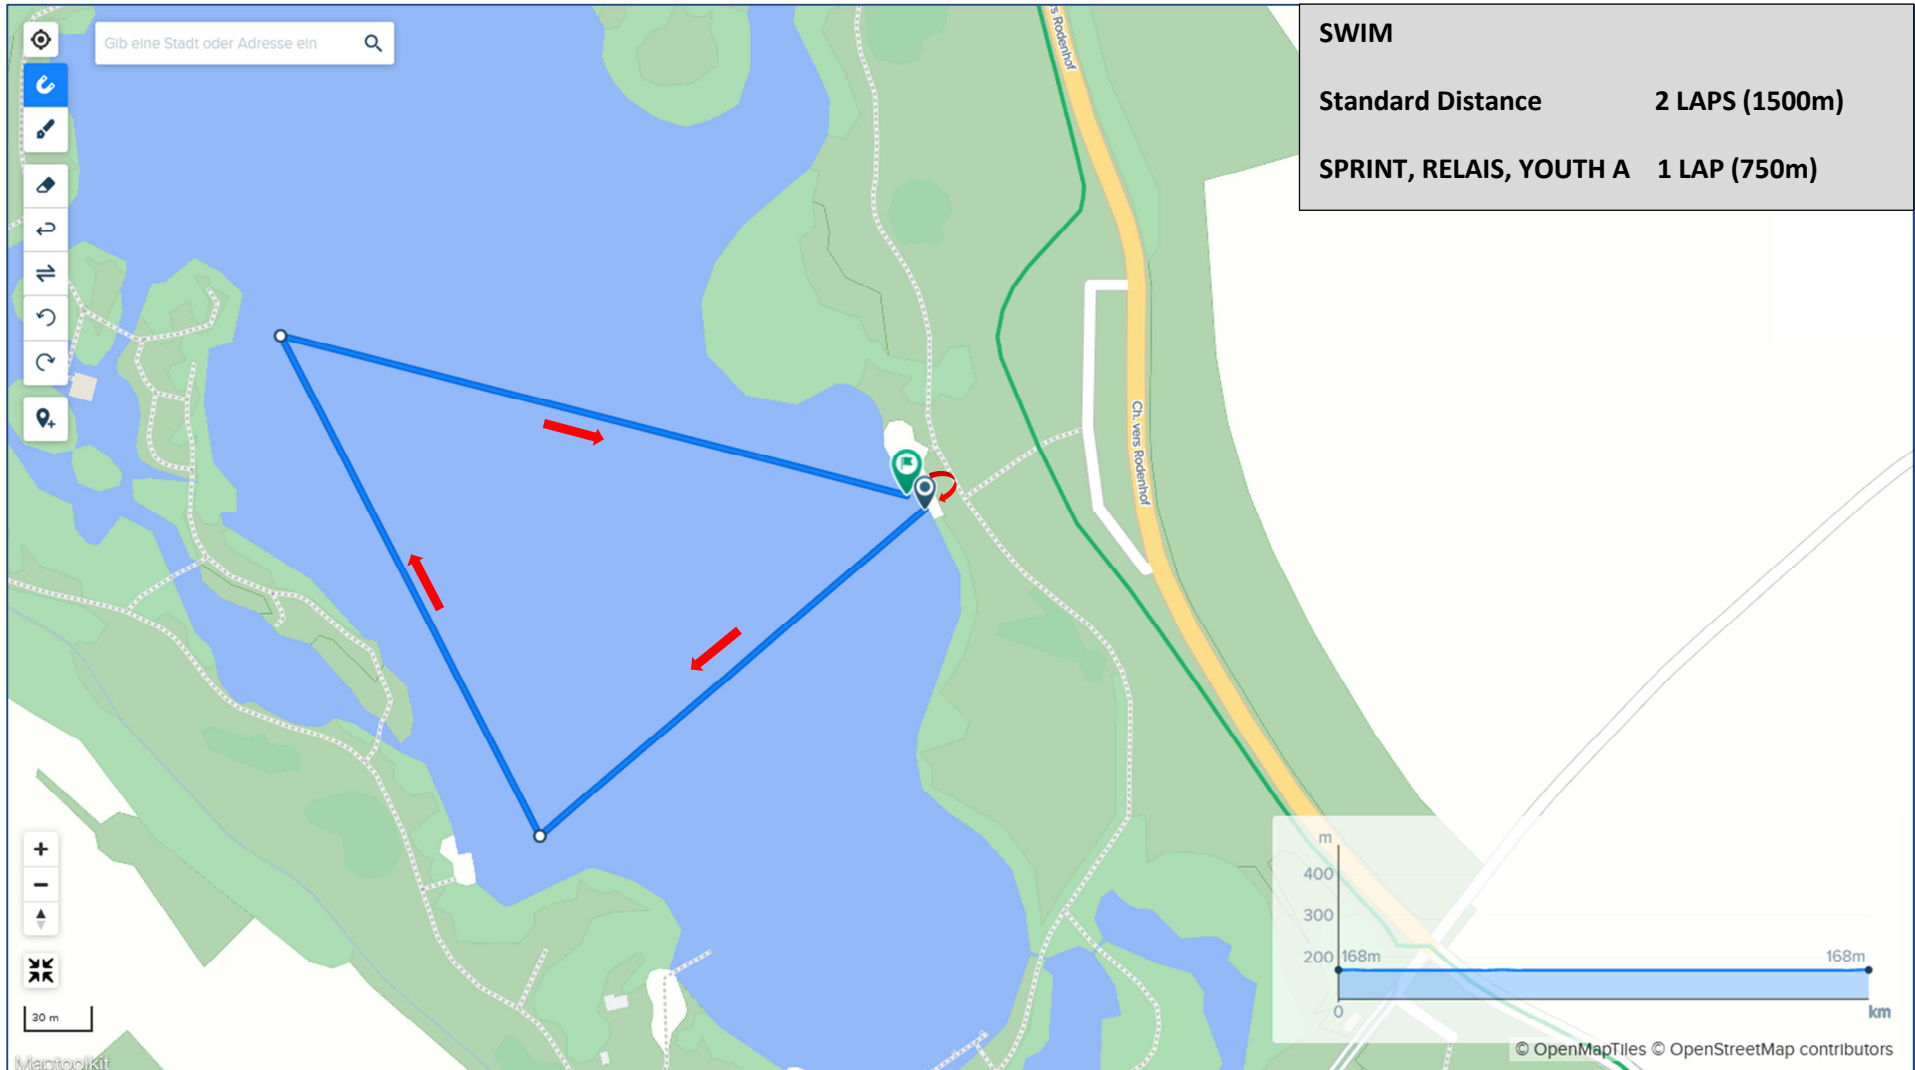 Gib eine Stadt oder Adresse ein
SWIM
Standard Distance 2 LAPS (1500m)
SPRINT, RELAIS, YOUTH A 1 LAP (750m)
rs Rodenhof
Ch. vers Rodenhof
m
400
300
200
168m
168m
0
km
30 m
Maptoolkit
© OpenMapTiles © OpenStreetMap contributors